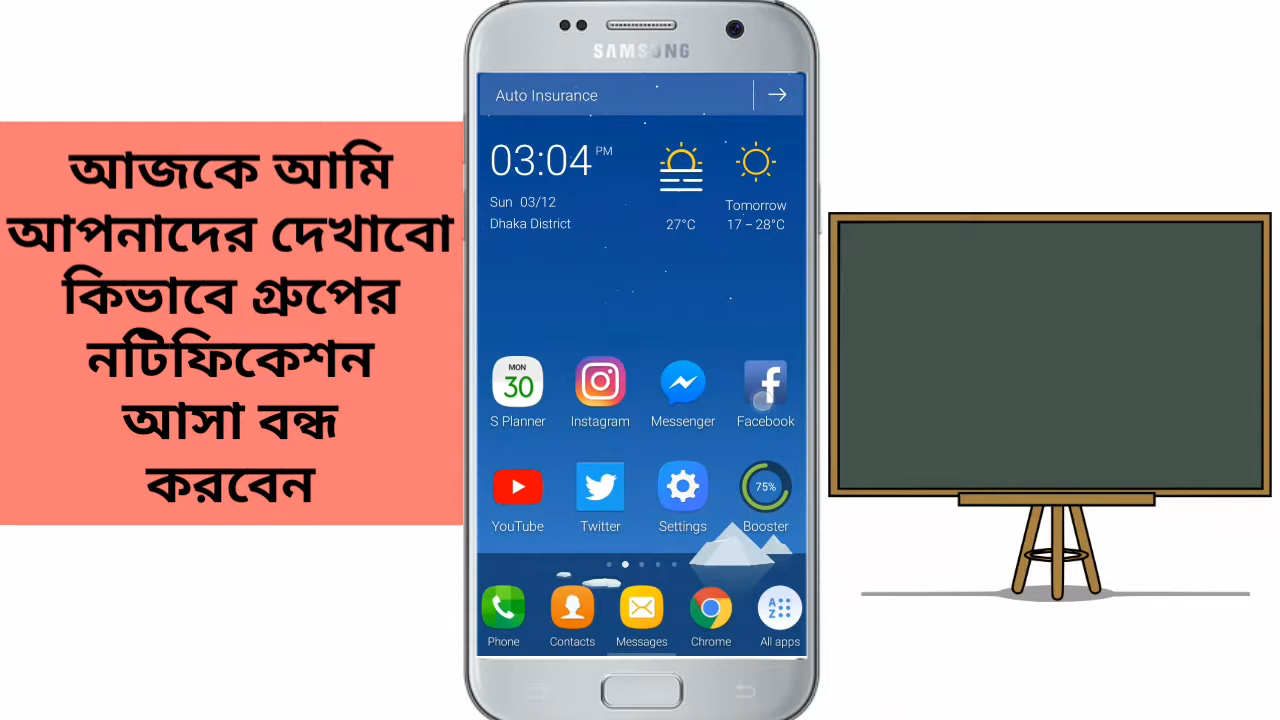 আজকে আমি
আপনাদের দেখাবো
কিভাবে গ্রুপের
নটিফিকেশন
আসা বন্ধ
করবেন
SAMSUNG
Auto Insurance
03:04 PM
Sun 03/12
Dhaka District
27°C
Tomorrow
17 – 28°C
MON
30
S Planner
Instagram
Messenger
Facebook
75%
YouTube
Twitter
Settings
Booster
A
Z
Phone
Contacts
Messages
Chrome
All apps